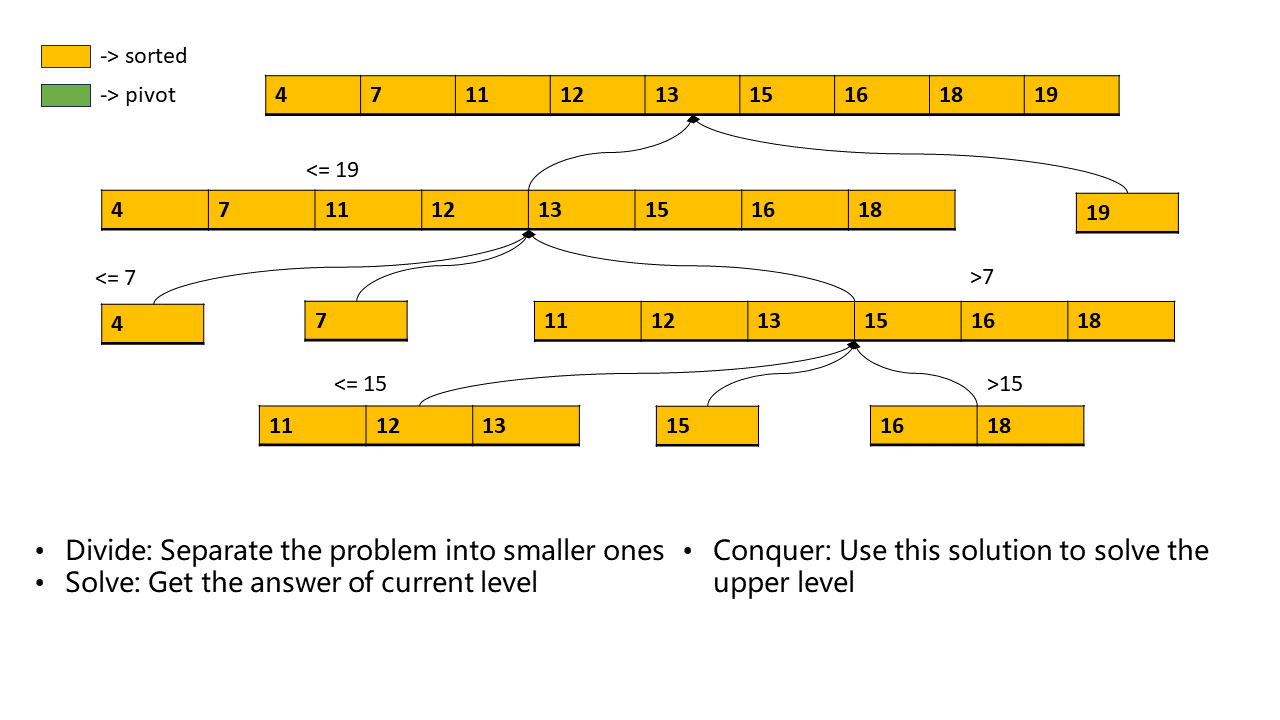 -> sorted
-> pivot
4 7 11 12 13 15 16 18 19
<= 19
4 7 11 12 13 15 16 18
19
<= 7
>7
4
7
11 12 13 15 16 18
<= 15
>15
11 12 13
15
16 18
• Divide: Separate the problem into smaller ones
• Solve: Get the answer of current level
• Conquer: Use this solution to solve the
upper level